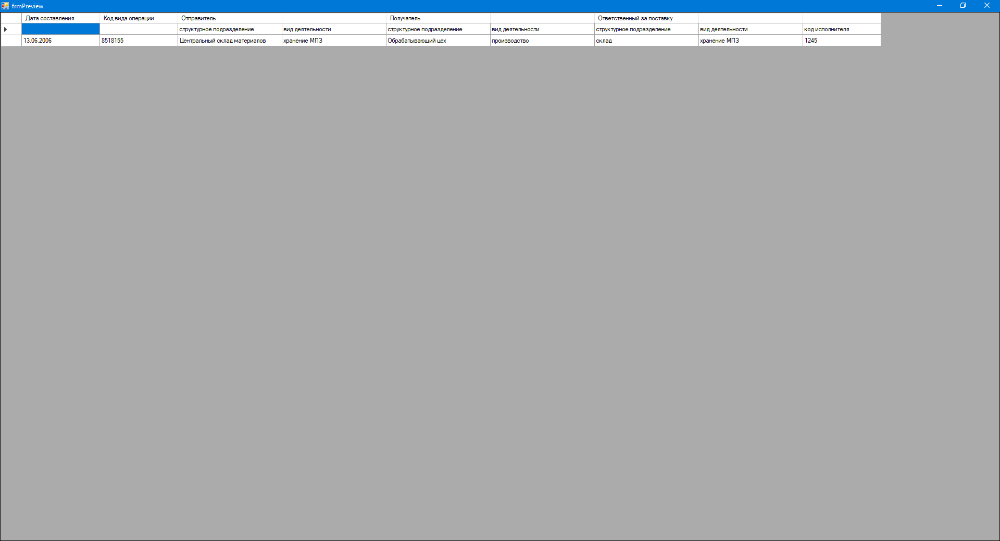 frmPreview
Дата составления Код вида операции Отправитель Получатель Ответственный за поставку
структурное подразделение вид деятельности структурное подразделение вид деятельности структурное подразделение вид деятельности код исполнителя
13.06.2006 8518155 Центральный склад материалов хранение МПЗ Обрабатывающий цех производство склад хранение МПЗ 1245